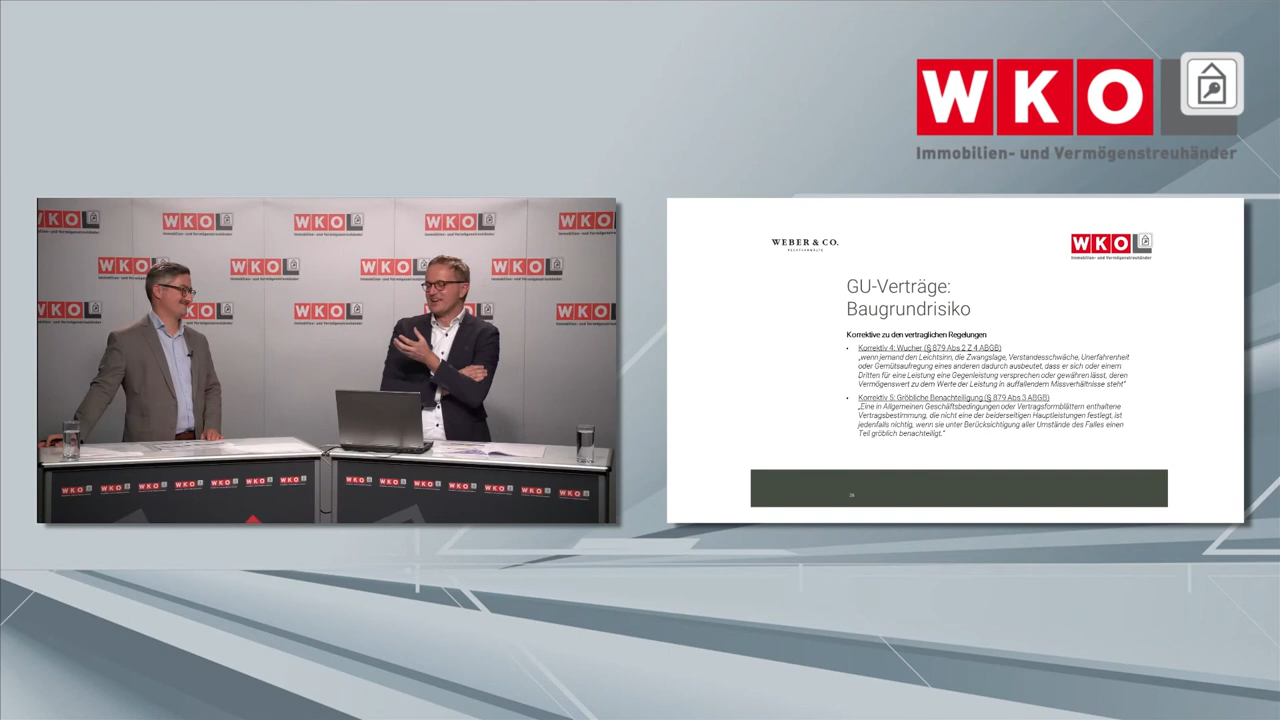 WKO
Immobilien- und Vermögenstreuhänder
WEBER & CO.
RECHTSANWÄLTE
WKO
Immobilien- und Vermögenstreuhänder
GU-Verträge:
Baugrundrisiko
Korrektive zu den vertraglichen Regelungen
• Korrektiv 4: Wucher (§ 879 Abs 2 Z 4 ABGB)
„wenn jemand den Leichtsinn, die Zwangslage, Verstandesschwäche, Unerfahrenheit
oder Gemütsaufregung eines anderen dadurch ausbeutet, dass er sich oder einem
Dritten für eine Leistung eine Gegenleistung versprechen oder gewähren lässt, deren
Vermögenswert zu dem Werte der Leistung in auffallendem Missverhältnisse steht“
• Korrektiv 5: Gröbliche Benachteiligung (§ 879 Abs 3 ABGB)
„Eine in Allgemeinen Geschäftsbedingungen oder Vertragsformblättern enthaltene
Vertragsbestimmung, die nicht eine der beiderseitigen Hauptleistungen festlegt, ist
jedenfalls nichtig, wenn sie unter Berücksichtigung aller Umstände des Falles einen
Teil gröblich benachteiligt.“